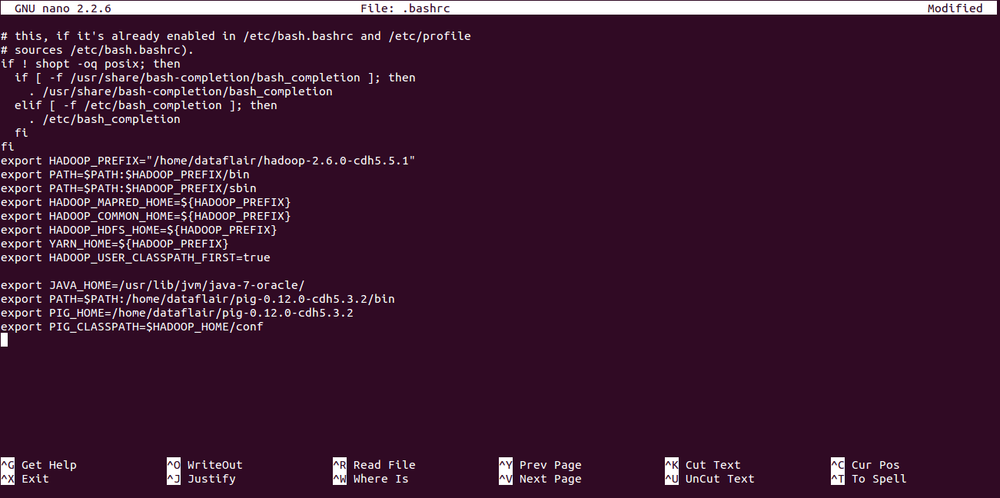 GNU nano 2.2.6 File: .bashrc Modified
# this, if it's already enabled in /etc/bash.bashrc and /etc/profile
# sources /etc/bash.bashrc).
if ! shopt -oq posix; then
  if [ -f /usr/share/bash-completion/bash_completion ]; then
    . /usr/share/bash-completion/bash_completion
  elif [ -f /etc/bash_completion ]; then
    . /etc/bash_completion
  fi
fi
export HADOOP_PREFIX="/home/dataflair/hadoop-2.6.0-cdh5.5.1"
export PATH=$PATH:$HADOOP_PREFIX/bin
export PATH=$PATH:$HADOOP_PREFIX/sbin
export HADOOP_MAPRED_HOME=${HADOOP_PREFIX}
export HADOOP_COMMON_HOME=${HADOOP_PREFIX}
export HADOOP_HDFS_HOME=${HADOOP_PREFIX}
export YARN_HOME=${HADOOP_PREFIX}
export HADOOP_USER_CLASSPATH_FIRST=true
export JAVA_HOME=/usr/lib/jvm/java-7-oracle/
export PATH=$PATH:/home/dataflair/pig-0.12.0-cdh5.3.2/bin
export PIG_HOME=/home/dataflair/pig-0.12.0-cdh5.3.2
export PIG_CLASSPATH=$HADOOP_HOME/conf
^G Get Help ^O WriteOut ^R Read File ^Y Prev Page ^K Cut Text ^C Cur Pos
^X Exit ^J Justify ^W Where Is ^V Next Page ^U UnCut Text ^T To Spell